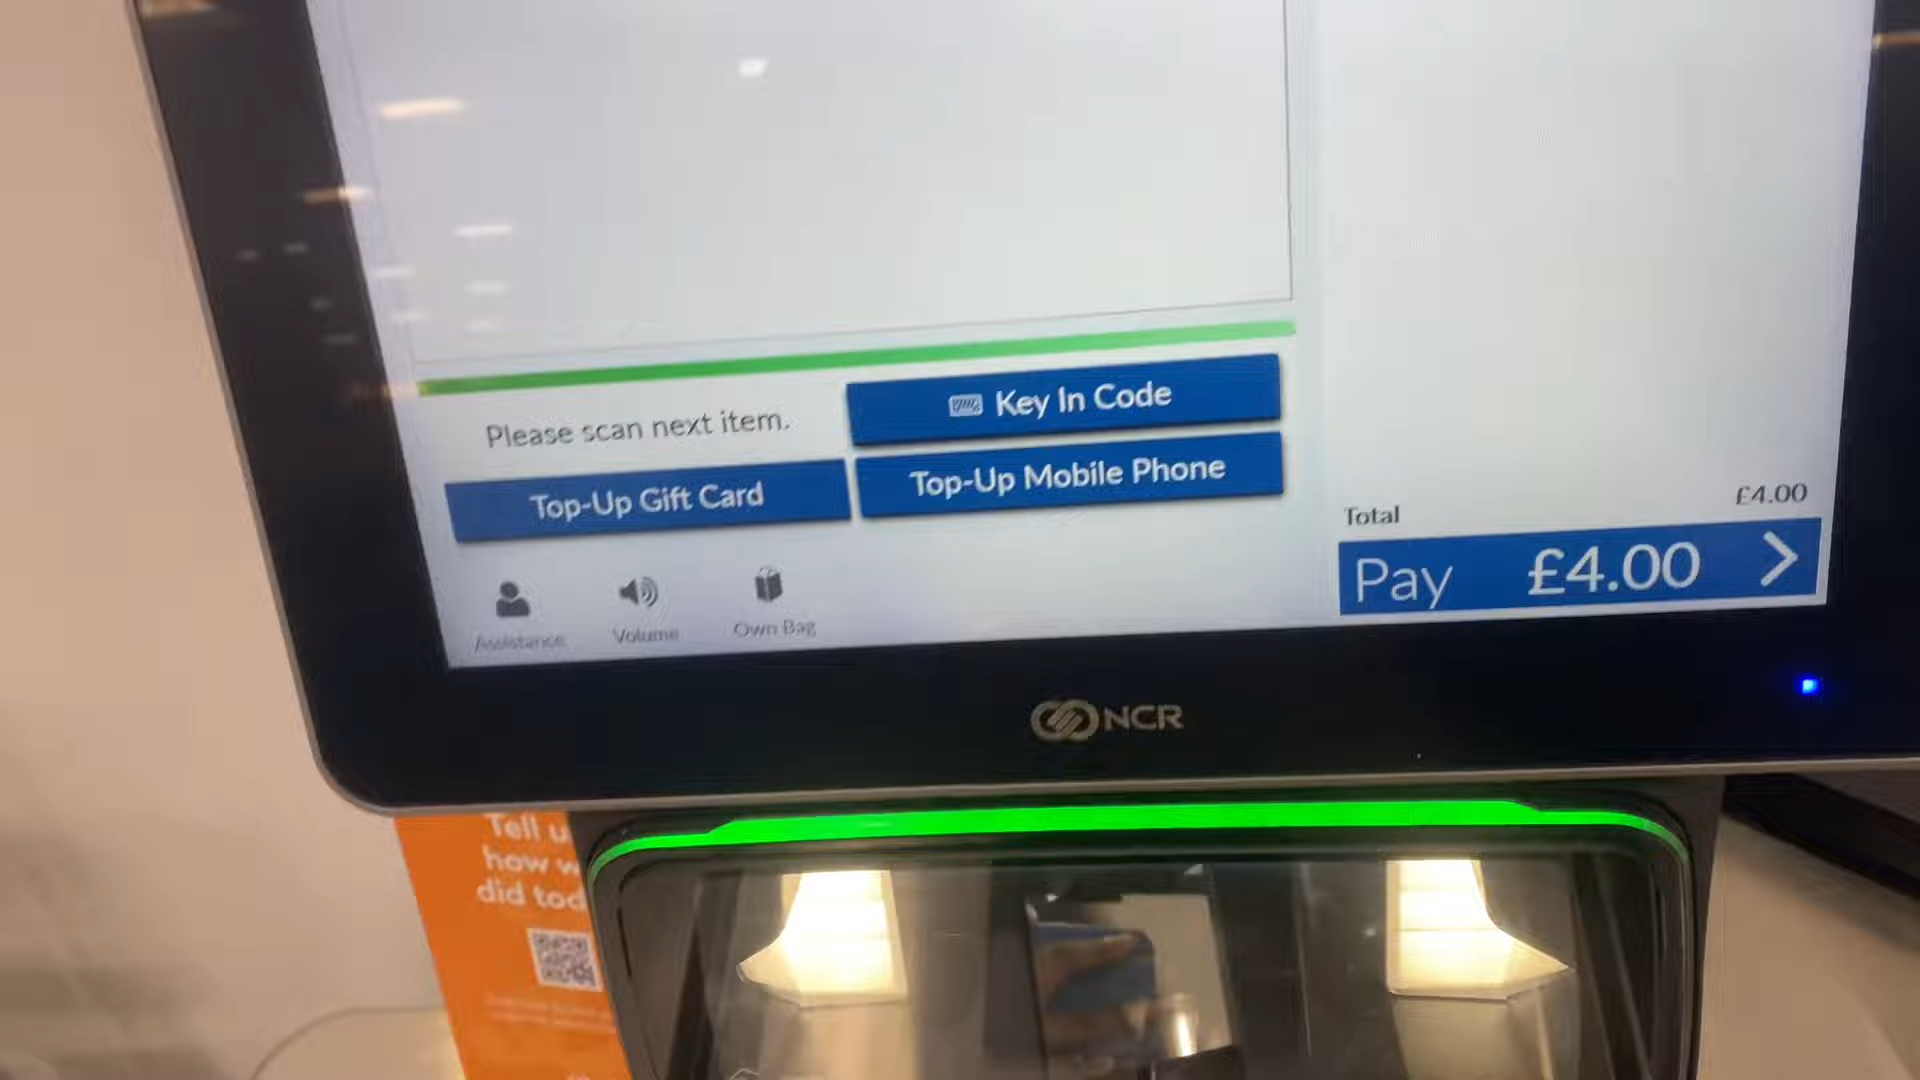 Please scan next item.
Key In Code
Top-Up Gift Card
Top-Up Mobile Phone
Assistance
Volume
Own Bag
Total £4.00
Pay £4.00
NCR
Tell u
how w
did tod